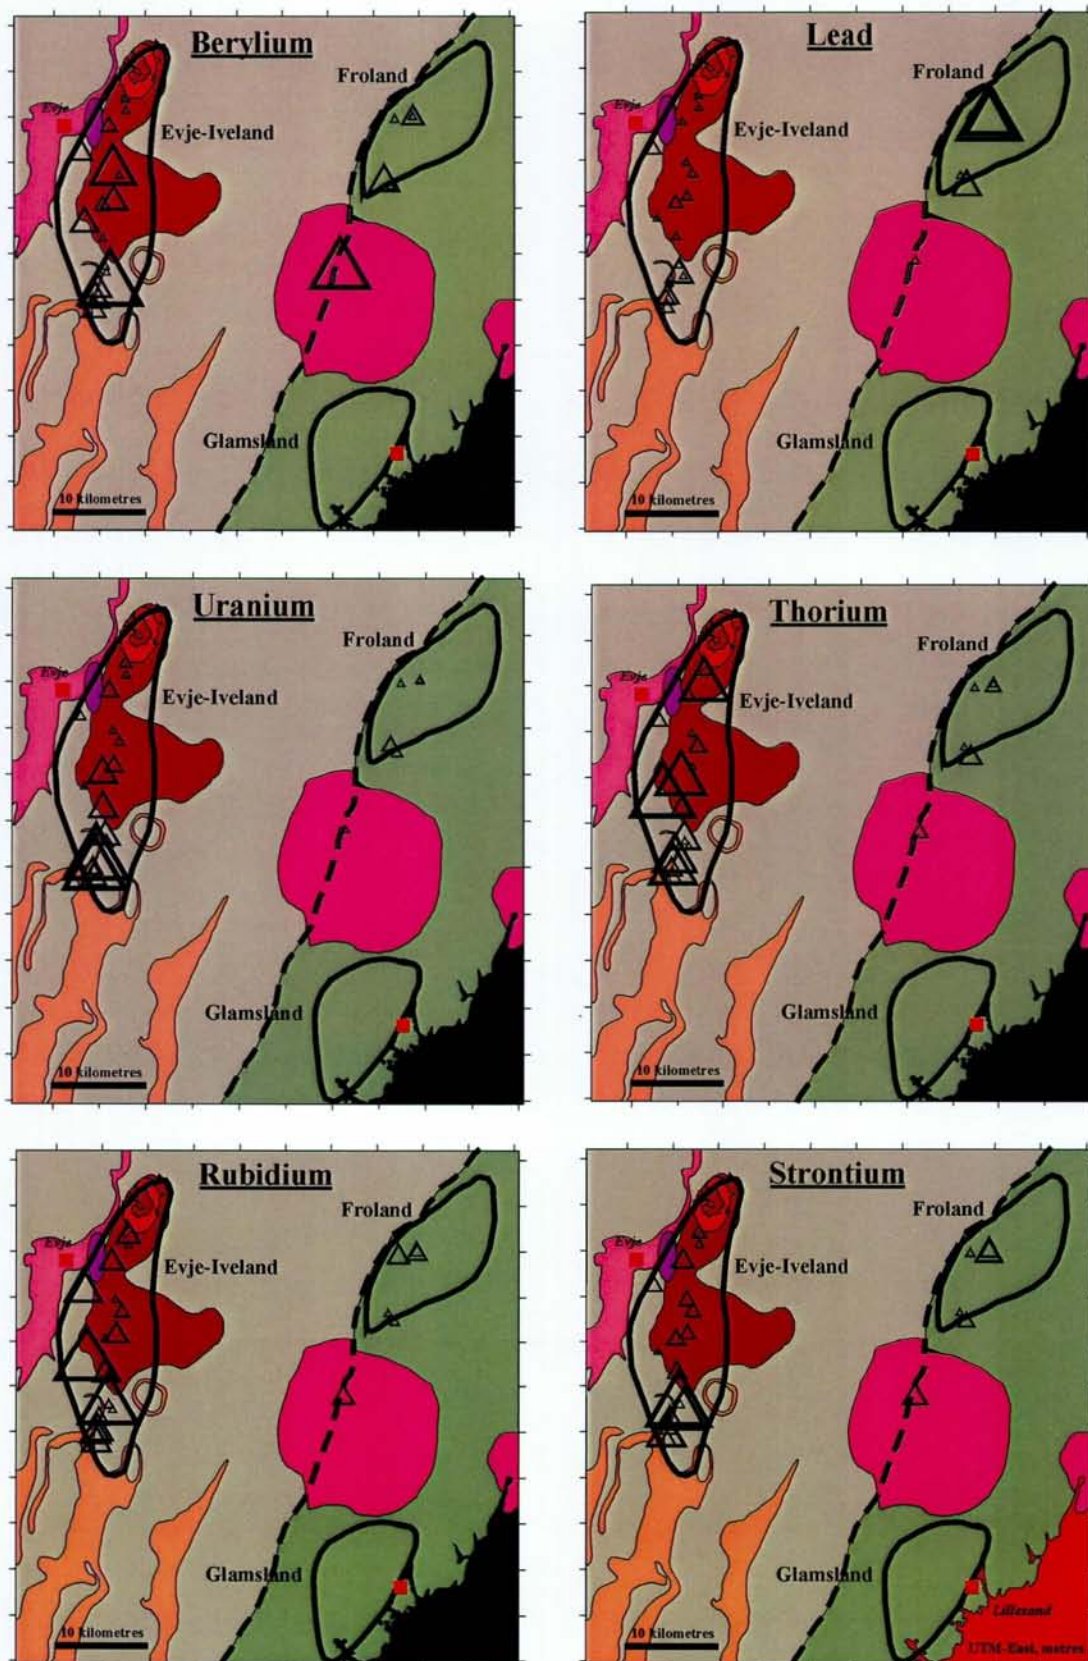 Berylium
Froland
Evje
Evje-Iveland
Glamsland
10 kilometres
Lead
Froland
Evje
Evje-Iveland
Glamsland
10 kilometres
Uranium
Froland
Evje
Evje-Iveland
Glamsland
10 kilometres
Thorium
Froland
Evje
Evje-Iveland
Glamsland
10 kilometres
Rubidium
Froland
Evje
Evje-Iveland
Glamsland
10 kilometres
Strontium
Froland
Evje
Evje-Iveland
Glamsland
Lillesand
10 kilometres
UTM-East, metres